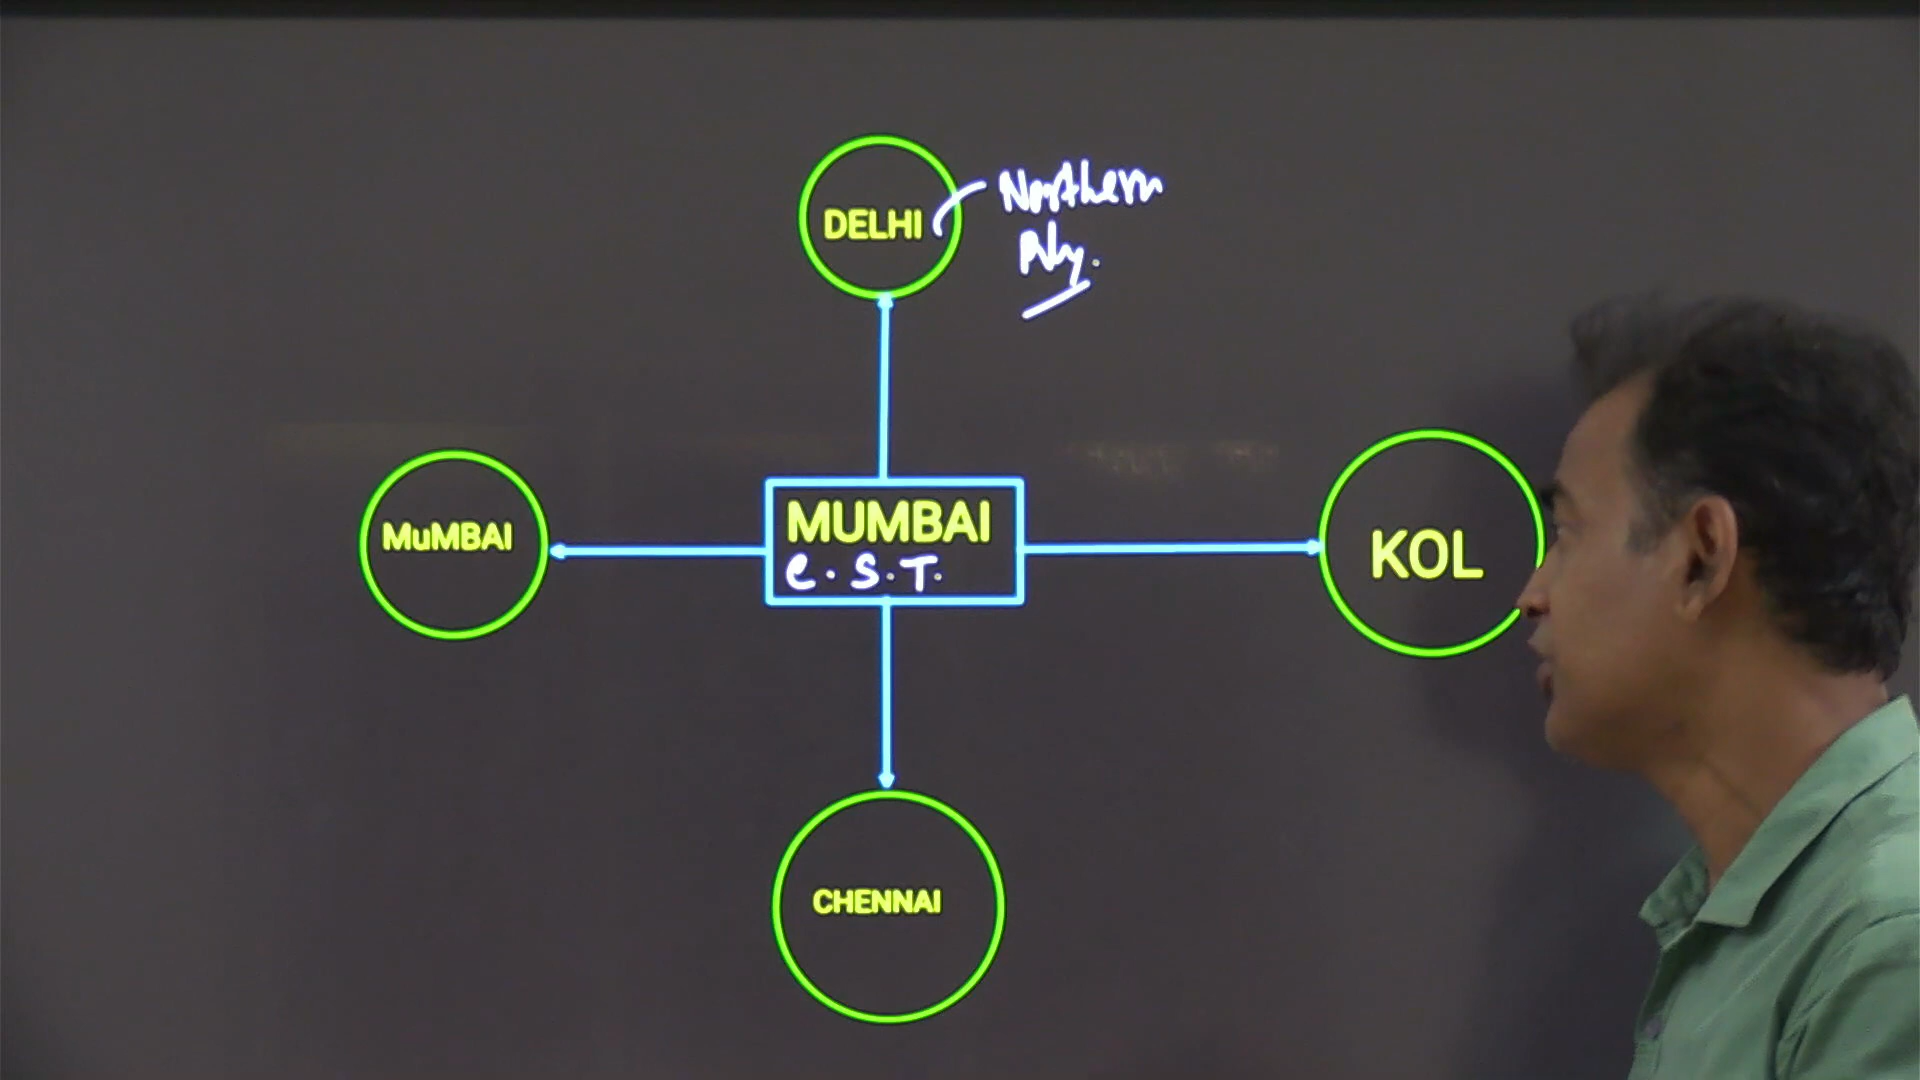 DELHI
Northern
Rly.
MuMBAI
MUMBAI
C.S.T.
KOL
CHENNAI